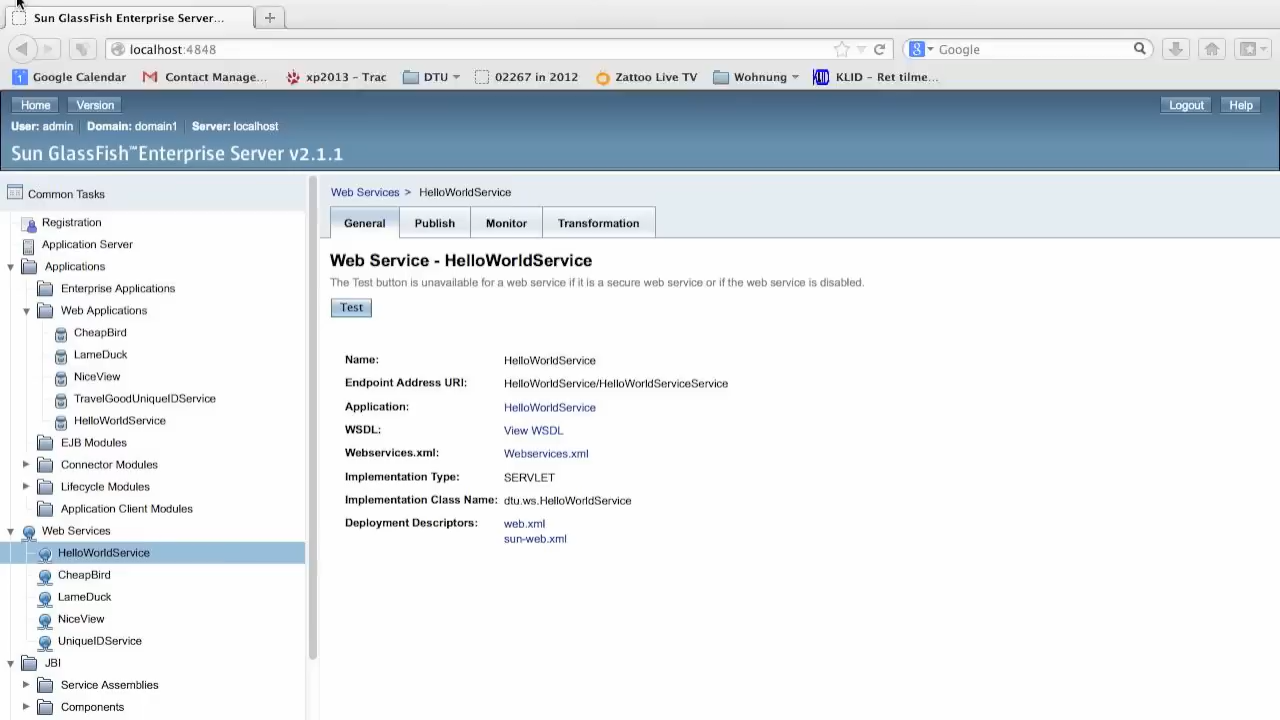 Sun GlassFish Enterprise Server...
localhost:4848
Google
Google Calendar
Contact Manage...
xp2013 – Trac
DTU
02267 in 2012
Zattoo Live TV
Wohnung
KLID – Ret tilme...
Home
Version
Logout
Help
User: admin
Domain: domain1
Server: localhost
Sun GlassFish™ Enterprise Server v2.1.1
Common Tasks
Registration
Application Server
Applications
Enterprise Applications
Web Applications
CheapBird
LameDuck
NiceView
TravelGoodUniqueIDService
HelloWorldService
EJB Modules
Connector Modules
Lifecycle Modules
Application Client Modules
Web Services
HelloWorldService
CheapBird
LameDuck
NiceView
UniqueIDService
JBI
Service Assemblies
Components
Web Services > HelloWorldService
General
Publish
Monitor
Transformation
Web Service - HelloWorldService
The Test button is unavailable for a web service if it is a secure web service or if the web service is disabled.
Test
Name: HelloWorldService
Endpoint Address URI: HelloWorldService/HelloWorldServiceService
Application: HelloWorldService
WSDL: View WSDL
Webservices.xml: Webservices.xml
Implementation Type: SERVLET
Implementation Class Name: dtu.ws.HelloWorldService
Deployment Descriptors: web.xml
sun-web.xml